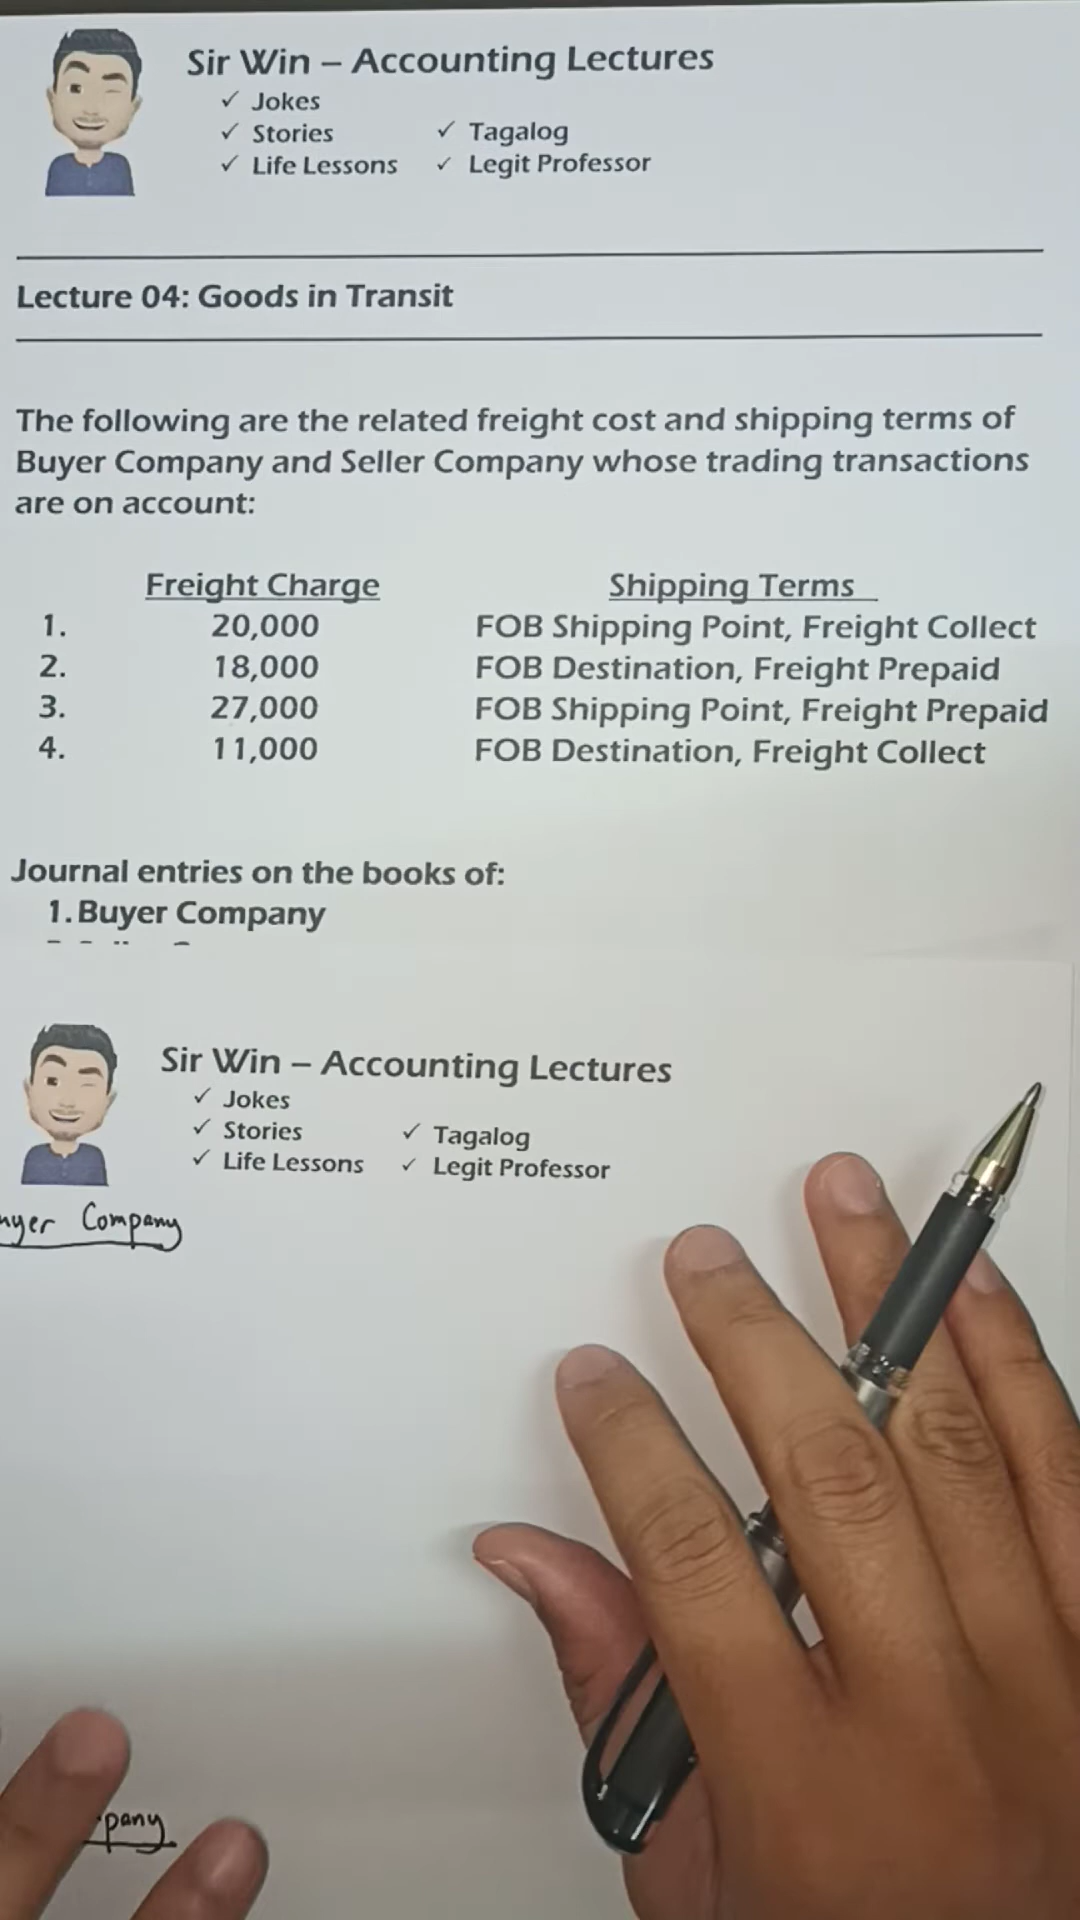 Sir Win – Accounting Lectures
✓ Jokes
✓ Stories ✓ Tagalog
✓ Life Lessons ✓ Legit Professor
Lecture 04: Goods in Transit
The following are the related freight cost and shipping terms of
Buyer Company and Seller Company whose trading transactions
are on account:
Freight Charge Shipping Terms
1. 20,000 FOB Shipping Point, Freight Collect
2. 18,000 FOB Destination, Freight Prepaid
3. 27,000 FOB Shipping Point, Freight Prepaid
4. 11,000 FOB Destination, Freight Collect
Journal entries on the books of:
1. Buyer Company
Sir Win – Accounting Lectures
✓ Jokes
✓ Stories ✓ Tagalog
✓ Life Lessons ✓ Legit Professor
uyer Company
pany